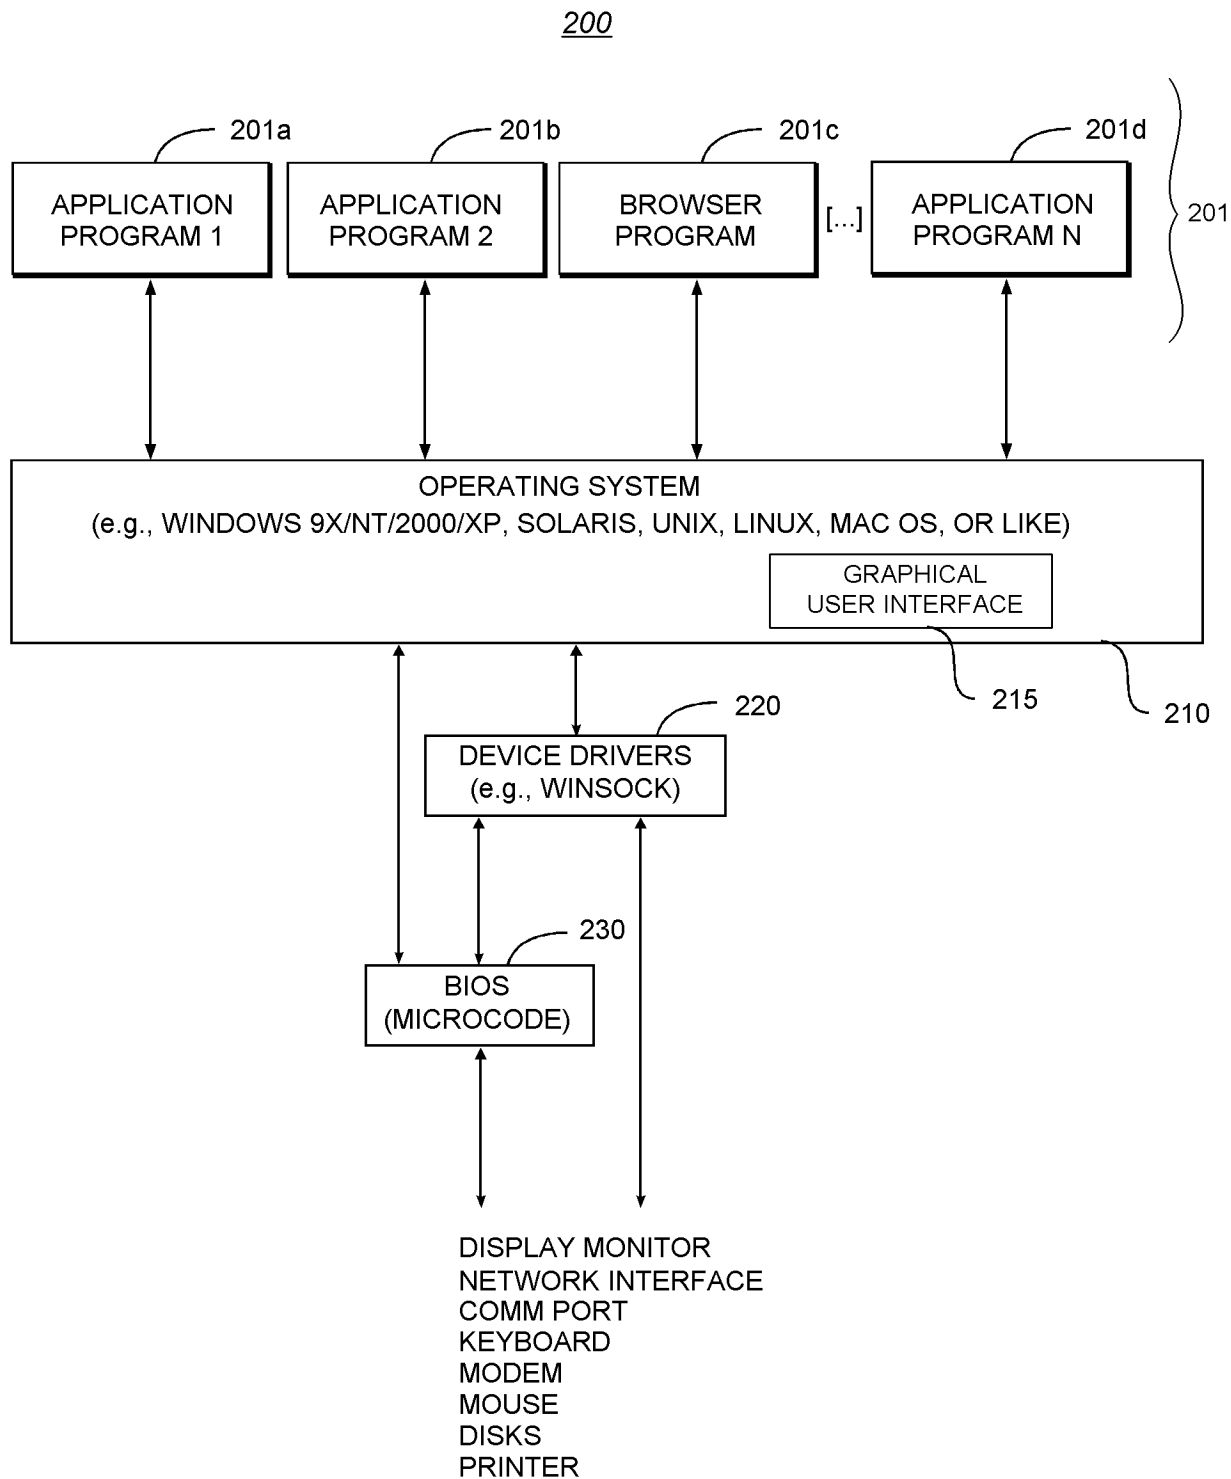 200
201a
201b
201c
201d
APPLICATION
PROGRAM 1
APPLICATION
PROGRAM 2
BROWSER
PROGRAM
[...]
APPLICATION
PROGRAM N
201
OPERATING SYSTEM
(e.g., WINDOWS 9X/NT/2000/XP, SOLARIS, UNIX, LINUX, MAC OS, OR LIKE)
GRAPHICAL
USER INTERFACE
215
210
220
DEVICE DRIVERS
(e.g., WINSOCK)
230
BIOS
(MICROCODE)
DISPLAY MONITOR
NETWORK INTERFACE
COMM PORT
KEYBOARD
MODEM
MOUSE
DISKS
PRINTER